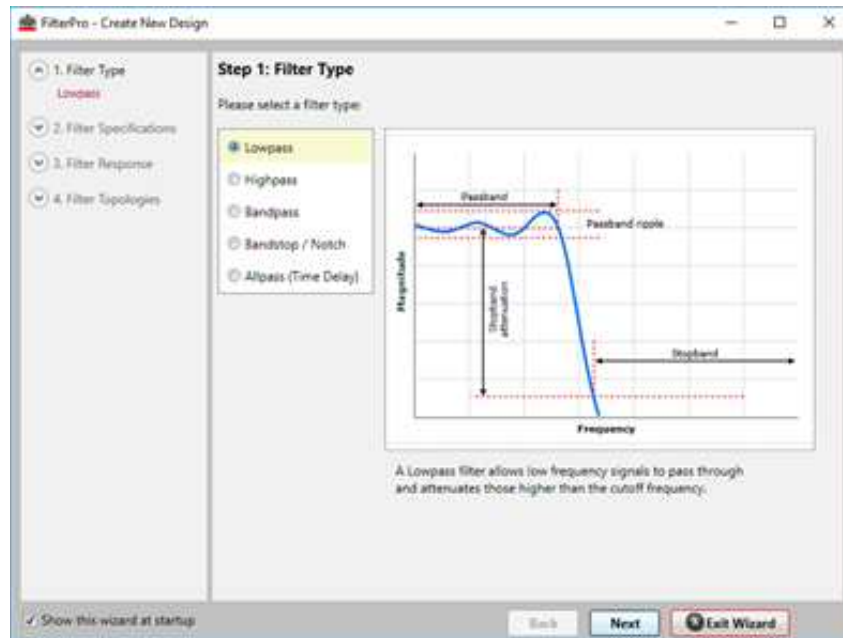 FilterPro - Create New Design
1. Filter Type
Lowpass
2. Filter Specifications
3. Filter Response
4. Filter Topologies
Step 1: Filter Type
Please select a filter type:
Lowpass
Highpass
Bandpass
Bandstop / Notch
Allpass (Time Delay)
Passband
Passband ripple
Magnitude
Stopband
attenuation
Stopband
Frequency
A Lowpass filter allows low frequency signals to pass through
and attenuates those higher than the cutoff frequency.
Show this wizard at startup
Back
Next
Exit Wizard